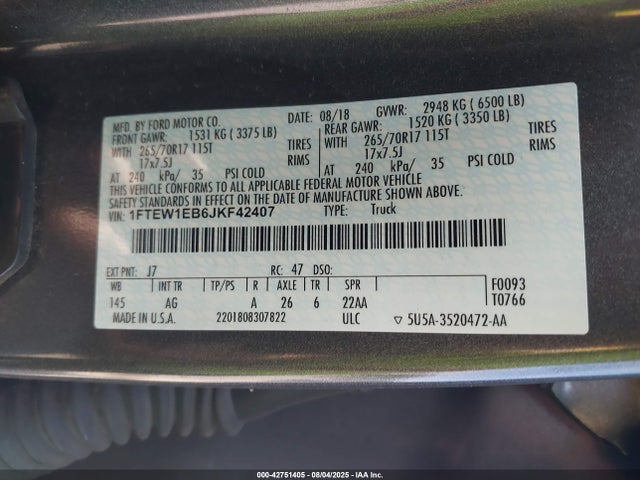 MFD. BY FORD MOTOR CO. DATE: 08/18 GVWR: 2948 KG ( 6500 LB)
FRONT GAWR: 1531 KG ( 3375 LB) REAR GAWR: 1520 KG ( 3350 LB)
WITH 265/70R17 115T TIRES WITH 265/70R17 115T TIRES
17x7.5J RIMS 17x7.5J RIMS
AT 240 kPa/ 35 PSI COLD AT 240 kPa/ 35 PSI COLD
THIS VEHICLE CONFORMS TO ALL APPLICABLE FEDERAL MOTOR VEHICLE
SAFETY STANDARDS IN EFFECT ON THE DATE OF MANUFACTURE SHOWN ABOVE.
VIN: 1FTEW1EB6JKF42407 TYPE: Truck
EXT PNT: J7 RC: 47 DSO:
WB INT TR TP/PS R AXLE TR SPR F0093
145 AG A 26 6 22AA T0766
MADE IN U.S.A. 2201808307822 ULC ▽ 5U5A-3520472-AA
000-42751405 - 08/04/2025 - IAA Inc.